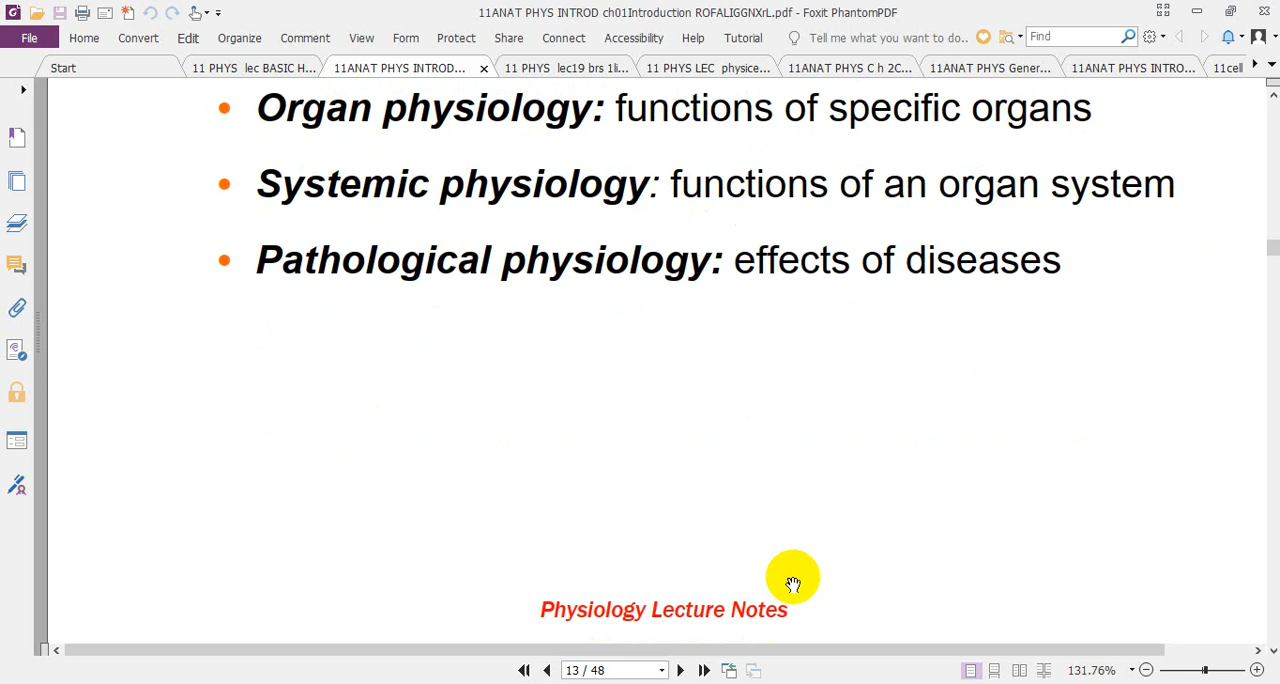 11ANAT PHYS INTROD ch01Introduction ROFALDIGNSYL.pdf - Foxit PhantomPDF
File Home Convert Edit Organize Comment View Form Protect Share Connect Accessibility Help Tutorial Tell me what you want to do.. Find
Start 11 PHYS lec BASIC H... 11ANAT PHYS INTROD... 11 PHYS lec19 brs 1li... 11 PHYS LEC physice... 11ANAT PHYS C h 2C... 11ANAT PHYS Gener... 11ANAT PHYS INTRO... 11cell
• Organ physiology: functions of specific organs
• Systemic physiology: functions of an organ system
• Pathological physiology: effects of diseases
Physiology Lecture Notes
13 / 48 131.76%